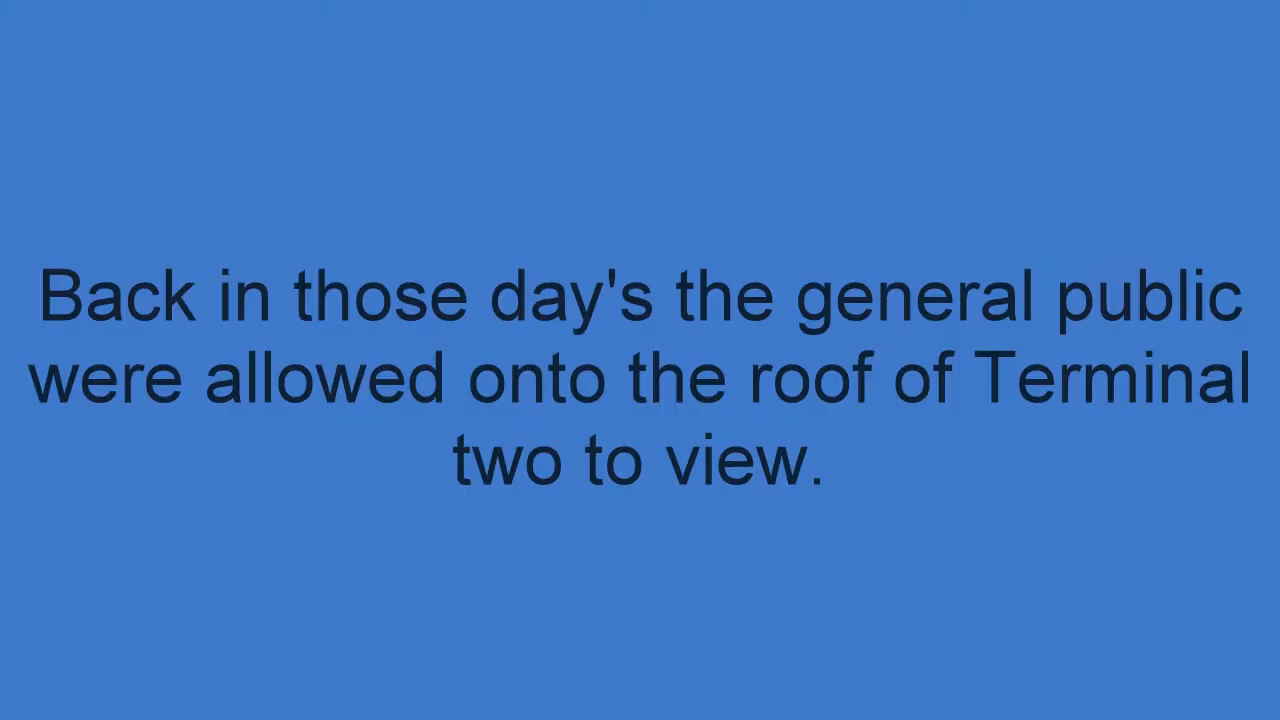 Back in those day's the general public
were allowed onto the roof of Terminal
two to view.